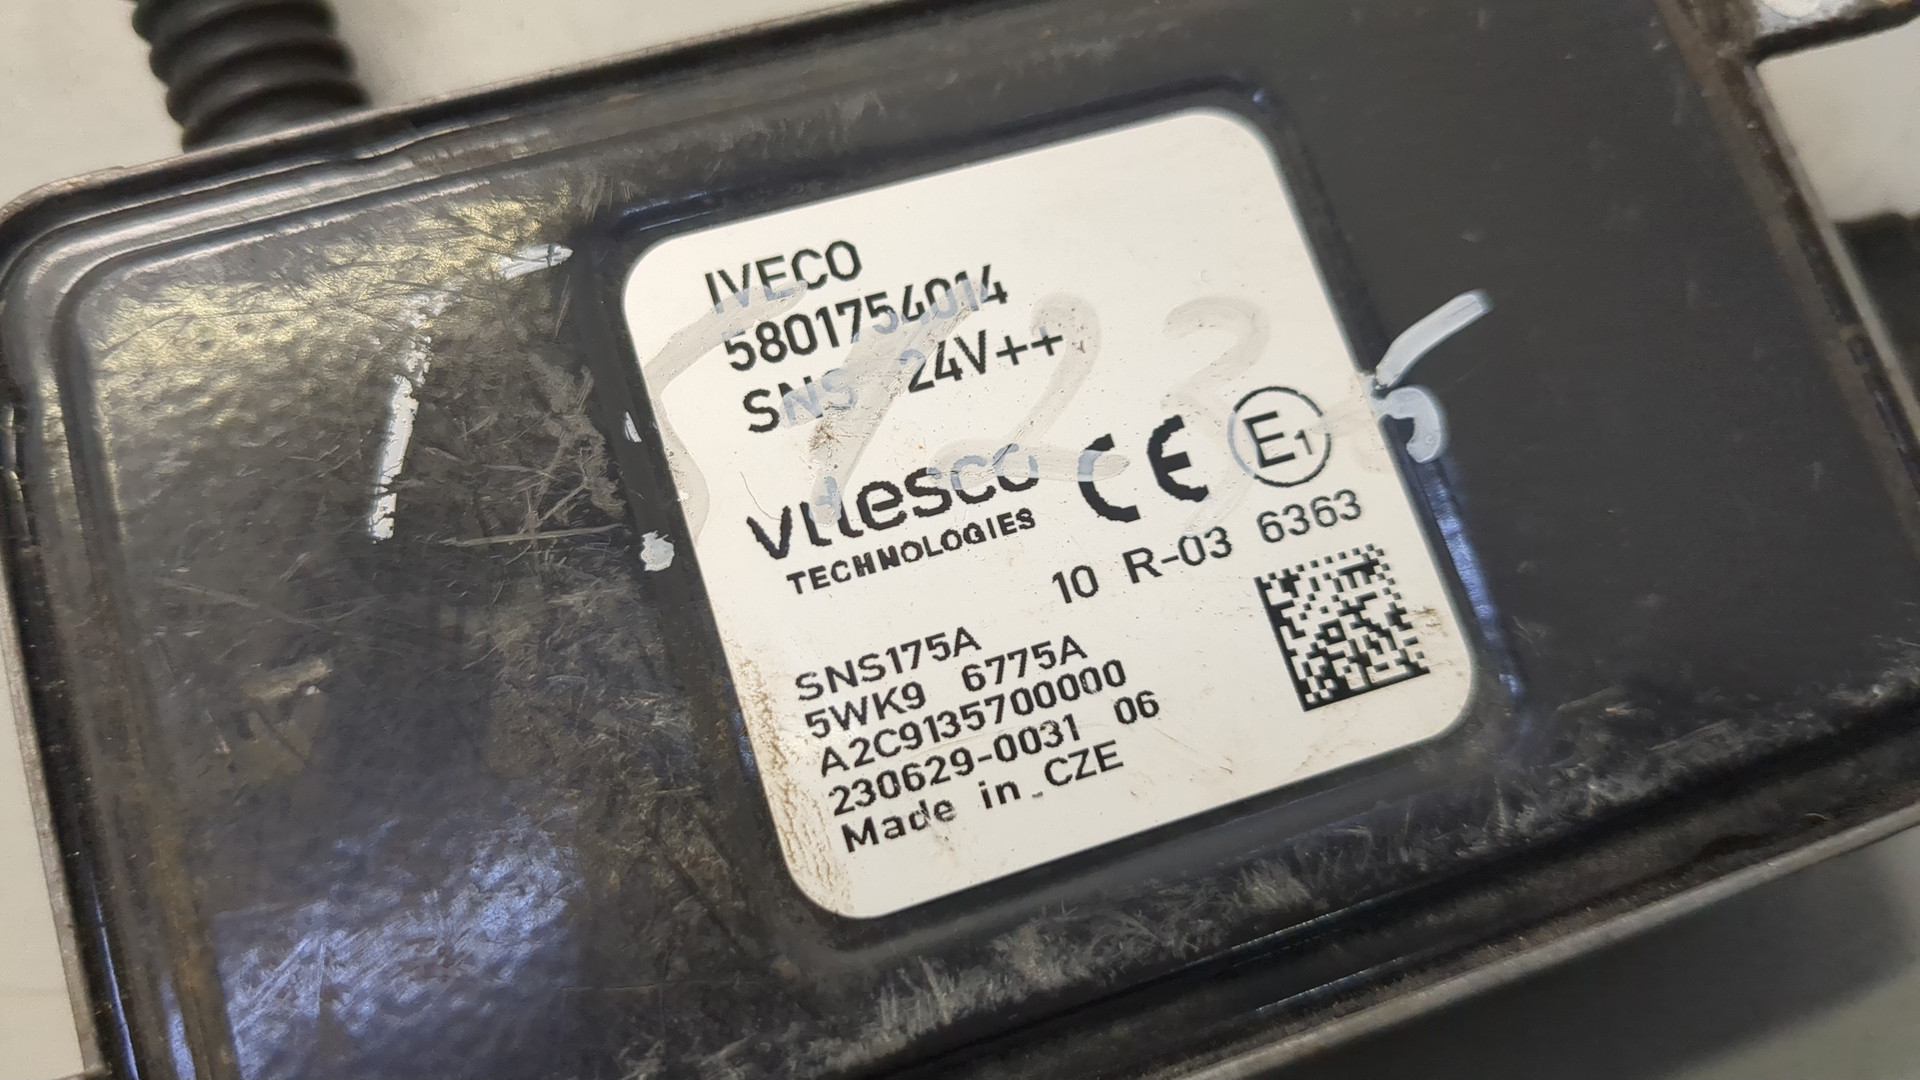 IVECO
5801754014
SNS 24V++
vitesco
TECHNOLOGIES
CE E1
10 R-03 6363
SNS175A
5WK9 6775A
A2C9135700000
230629-0031 06
Made in CZE